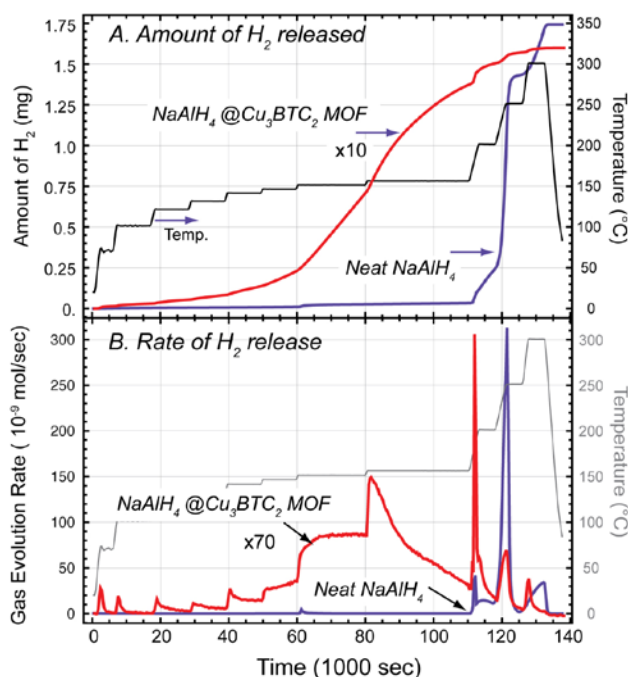 A. Amount of H2 released
1.75
1.5
1.25
1.0
0.75
0.5
0.25
0.
Amount of H2 (mg)
350
300
250
200
150
100
50
0
Temperature (°C)
NaAlH4 @Cu3BTC2 MOF
x10
Temp.
Neat NaAlH4
B. Rate of H2 release
300
250
200
150
100
50
0
Gas Evolution Rate ( 10-9 mol/sec)
300
250
200
150
100
50
0
Temperature (°C)
NaAlH4 @Cu3BTC2 MOF
x70
Neat NaAlH4
0 20 40 60 80 100 120 140
Time (1000 sec)